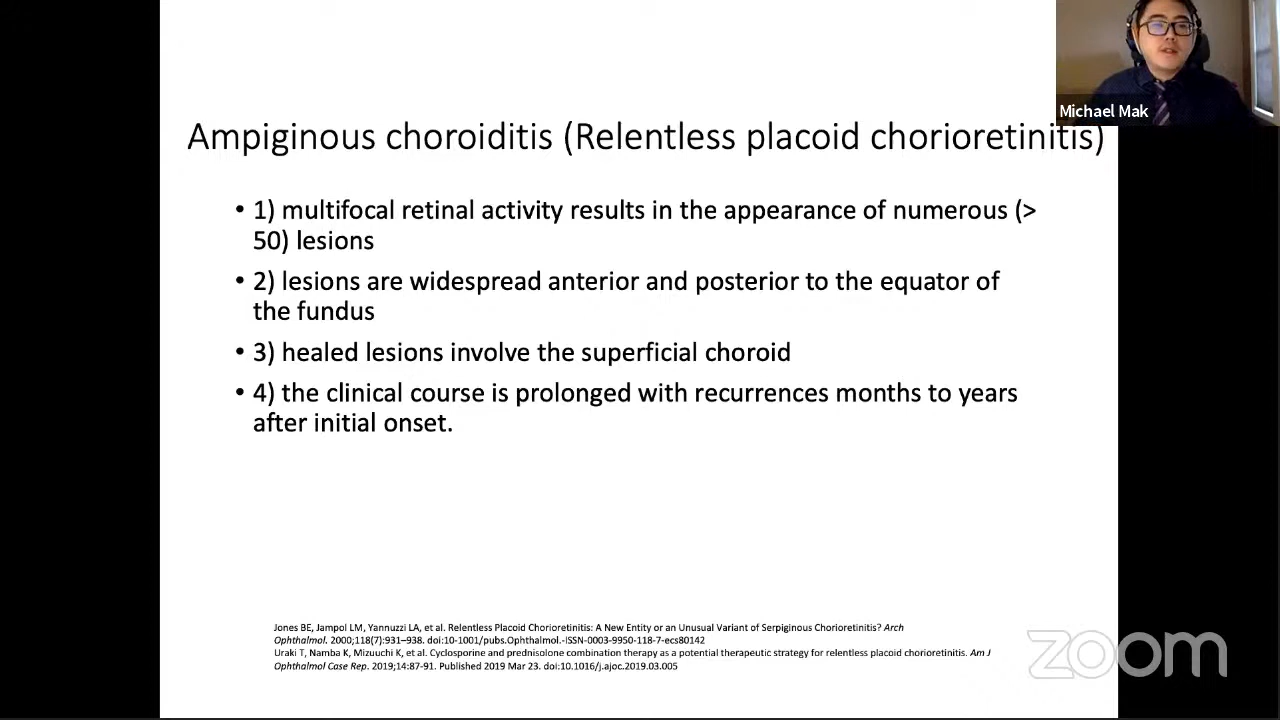 Michael Mak
Ampiginous choroiditis (Relentless placoid chorioretinitis)
• 1) multifocal retinal activity results in the appearance of numerous (>
50) lesions
• 2) lesions are widespread anterior and posterior to the equator of
the fundus
• 3) healed lesions involve the superficial choroid
• 4) the clinical course is prolonged with recurrences months to years
after initial onset.
Jones BE, Jampol LM, Yannuzzi LA, et al. Relentless Placoid Chorioretinitis: A New Entity or an Unusual Variant of Serpiginous Chorioretinitis? Arch
Ophthalmol. 2000;118(7):931–938. doi:10-1001/pubs.Ophthalmol.-ISSN-0003-9950-118-7-ecs80142
Uraki T, Namba K, Mizuuchi K, et al. Cyclosporine and prednisolone combination therapy as a potential therapeutic strategy for relentless placoid chorioretinitis. Am J
Ophthalmol Case Rep. 2019;14:87-91. Published 2019 Mar 23. doi:10.1016/j.ajoc.2019.03.005
zoom